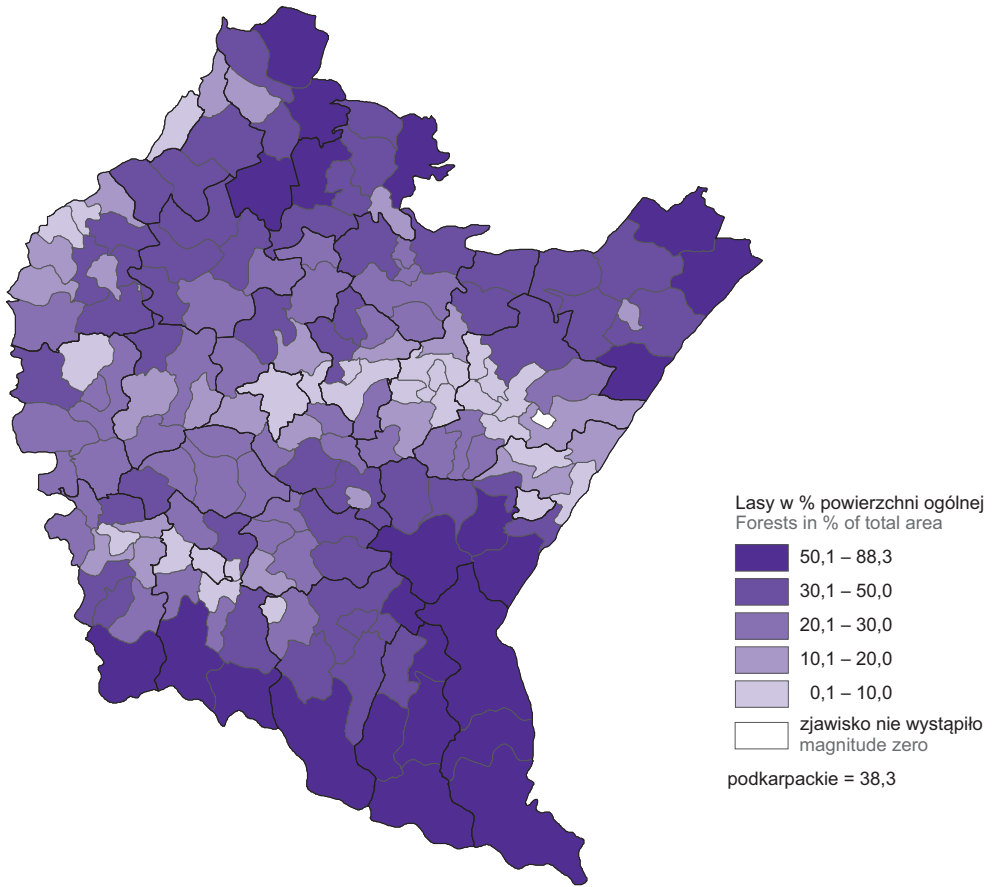 Lasy w % powierzchni ogólnej
Forests in % of total area
50,1 – 88,3
30,1 – 50,0
20,1 – 30,0
10,1 – 20,0
0,1 – 10,0
zjawisko nie wystąpiło
magnitude zero
podkarpackie = 38,3